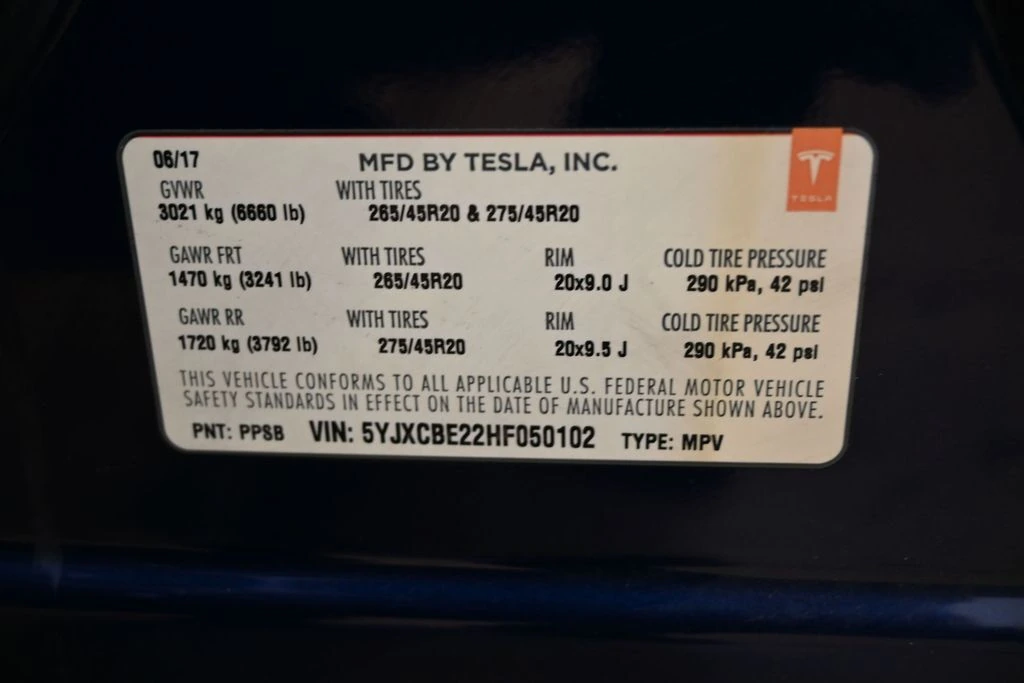 06/17 MFD BY TESLA, INC.
TESLA
GVWR WITH TIRES
3021 kg (6660 lb) 265/45R20 & 275/45R20
GAWR FRT WITH TIRES RIM COLD TIRE PRESSURE
1470 kg (3241 lb) 265/45R20 20x9.0 J 290 kPa, 42 psi
GAWR RR WITH TIRES RIM COLD TIRE PRESSURE
1720 kg (3792 lb) 275/45R20 20x9.5 J 290 kPa, 42 psi
THIS VEHICLE CONFORMS TO ALL APPLICABLE U.S. FEDERAL MOTOR VEHICLE
SAFETY STANDARDS IN EFFECT ON THE DATE OF MANUFACTURE SHOWN ABOVE.
PNT: PPSB VIN: 5YJXCBE22HF050102 TYPE: MPV